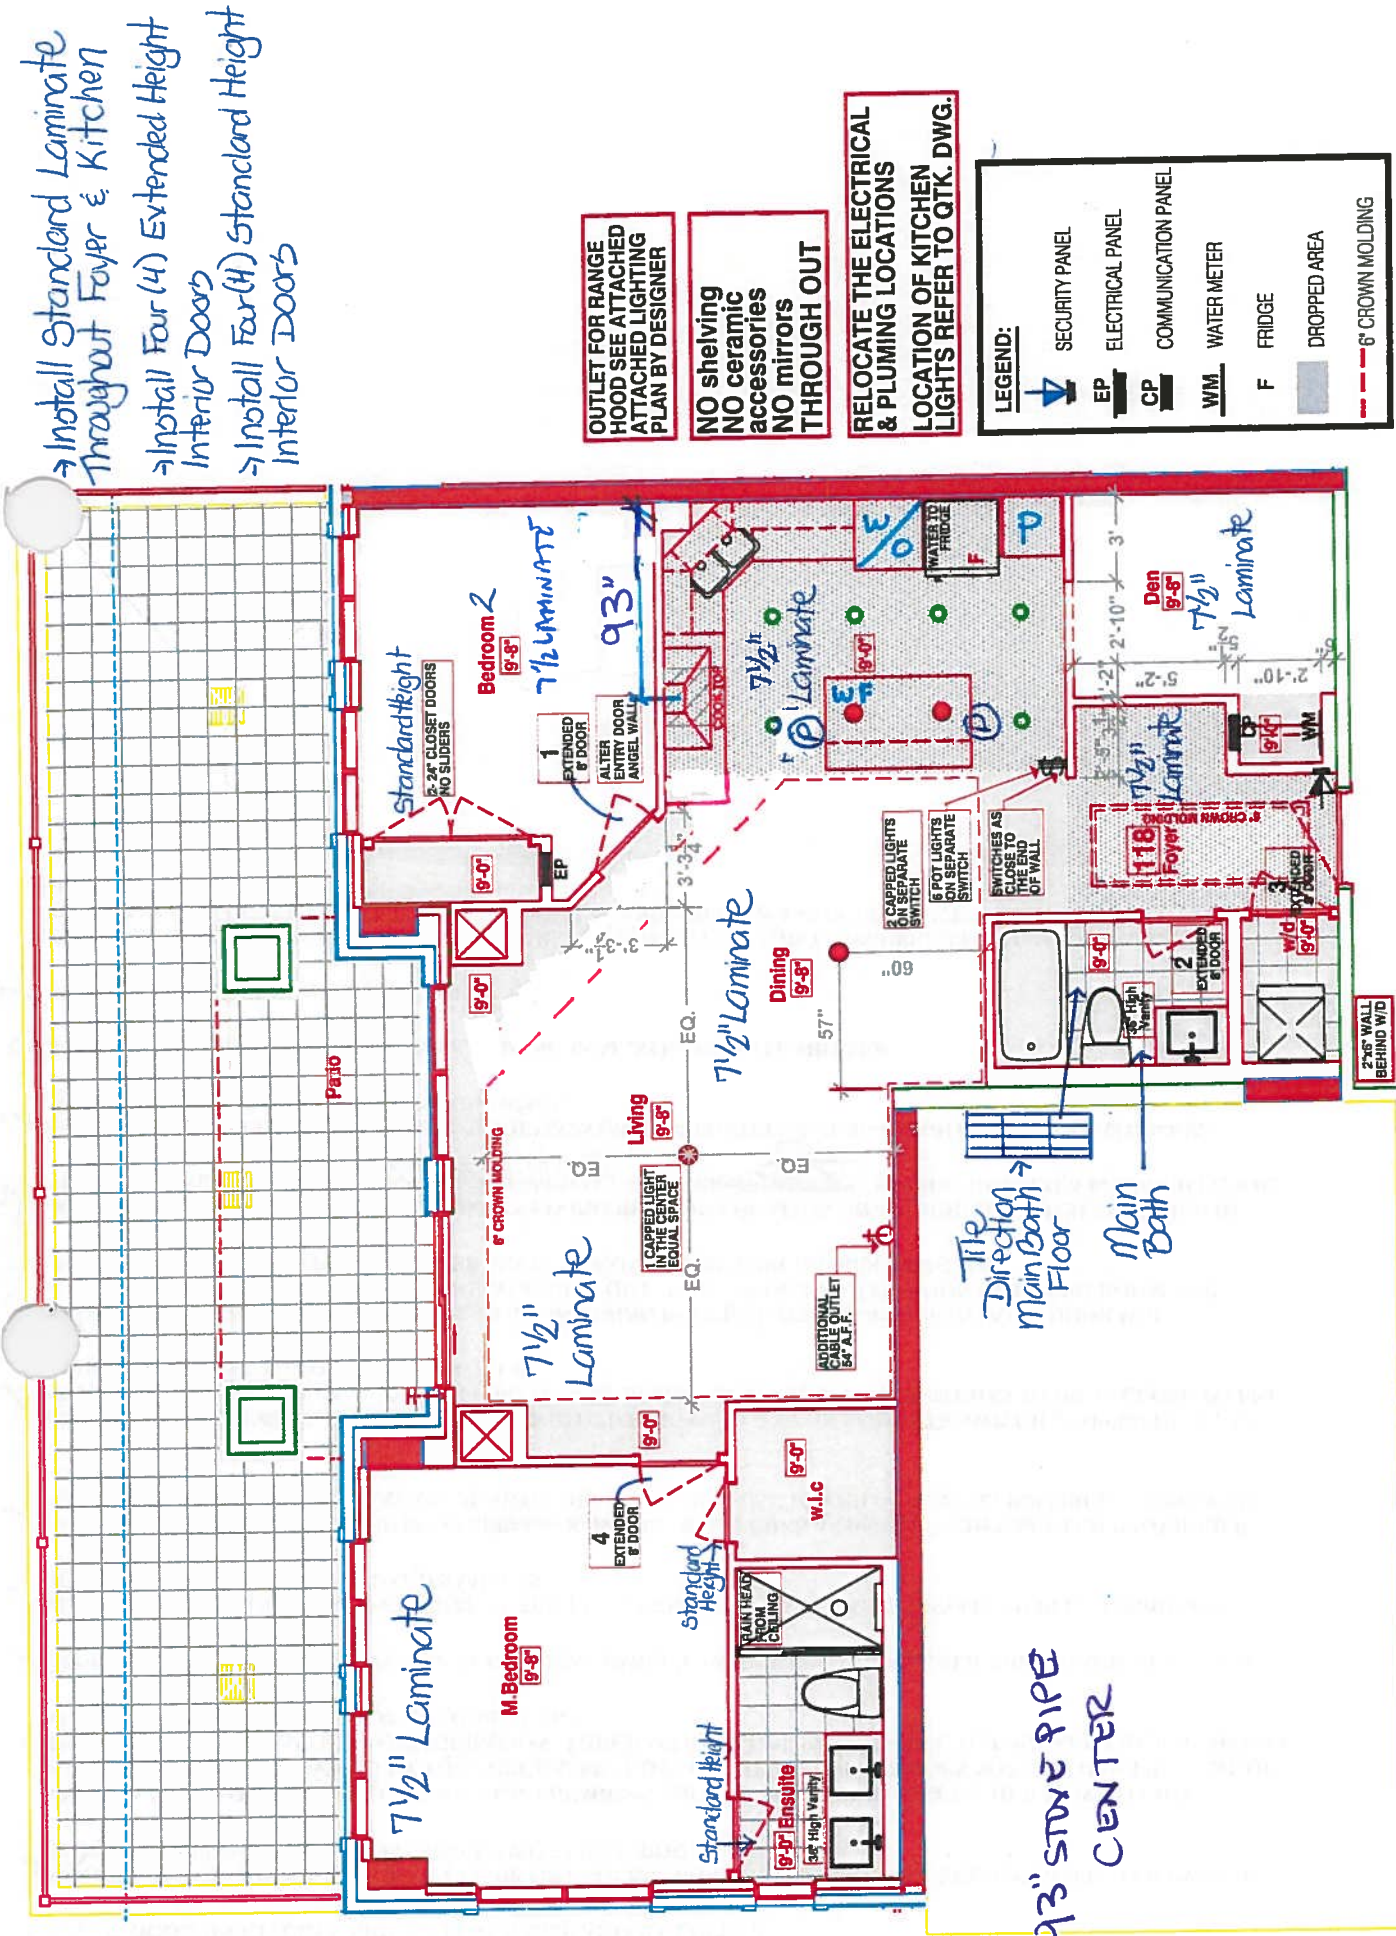 →Install Standard Laminate
Throughout Foyer & Kitchen
→Install Four (4) Extended Height
Interior Doors
→Install Four (4) Standard Height
Interior Doors
OUTLET FOR RANGE
HOOD SEE ATTACHED
ATTACHED LIGHTING
PLAN BY DESIGNER
NO shelving
NO ceramic
accessories
NO mirrors
THROUGH OUT
RELOCATE THE ELECTRICAL
& PLUMING LOCATIONS
LOCATION OF KITCHEN
LIGHTS REFER TO QTK. DWG.
LEGEND:
SECURITY PANEL
EP ELECTRICAL PANEL
CP COMMUNICATION PANEL
WM WATER METER
F FRIDGE
DROPPED AREA
6" CROWN MOLDING
Patio
Standard Height
2- 24" CLOSET DOORS
NO SLIDERS
Bedroom 2
9'-8"
7 1/2 LAMINATE
93"
1
EXTENDED
8' DOOR
ALTER
ENTRY DOOR
ANGEL WALL
9'-0"
EP
9'-0"
3'-3 1/4"
3'-3 1/4"
COOKTOP
7 1/2"
Laminate
P
9'-0"
E
F
P
E/O
WATER TO
FRIDGE
F
P
Den
9'-8"
7 1/2"
Laminate
3'
2'-10"
5'-2"
2'-10"
7 1/2"
Laminate
CP
9'-0"
WM
118
Foyer
6" CROWN MOLDING
3
EXTENDED
8' DOOR
2 CAPPED LIGHTS
ON SEPARATE
SWITCH
6 POT LIGHTS
ON SEPARATE
SWITCH
SWITCHES AS
CLOSE TO
THE END
OF WALL
Dining
9'-8"
7 1/2" Laminate
57"
60"
9'-0"
36" High
Vanity
2
EXTENDED
8' DOOR
w/d
9'-0"
2"x6" WALL
BEHIND W/D
6" CROWN MOLDING
Living
9'-8"
EQ.
EQ.
EQ.
EQ.
1 CAPPED LIGHT
IN THE CENTER
EQUAL SPACE
7 1/2"
Laminate
ADDITIONAL
CABLE OUTLET
54" A.F.F.
Tile
Direction →
Main Bath
Floor
Main
Bath
9'-0"
w.i.c
9'-0"
4
EXTENDED
8' DOOR
Standard
Height
7 1/2" Laminate
M.Bedroom
9'-8"
RAIN HEAD
FROM
CEILING
Standard Height
9'-0" Ensuite
36" High Vanity
93" STOVE PIPE
CENTER